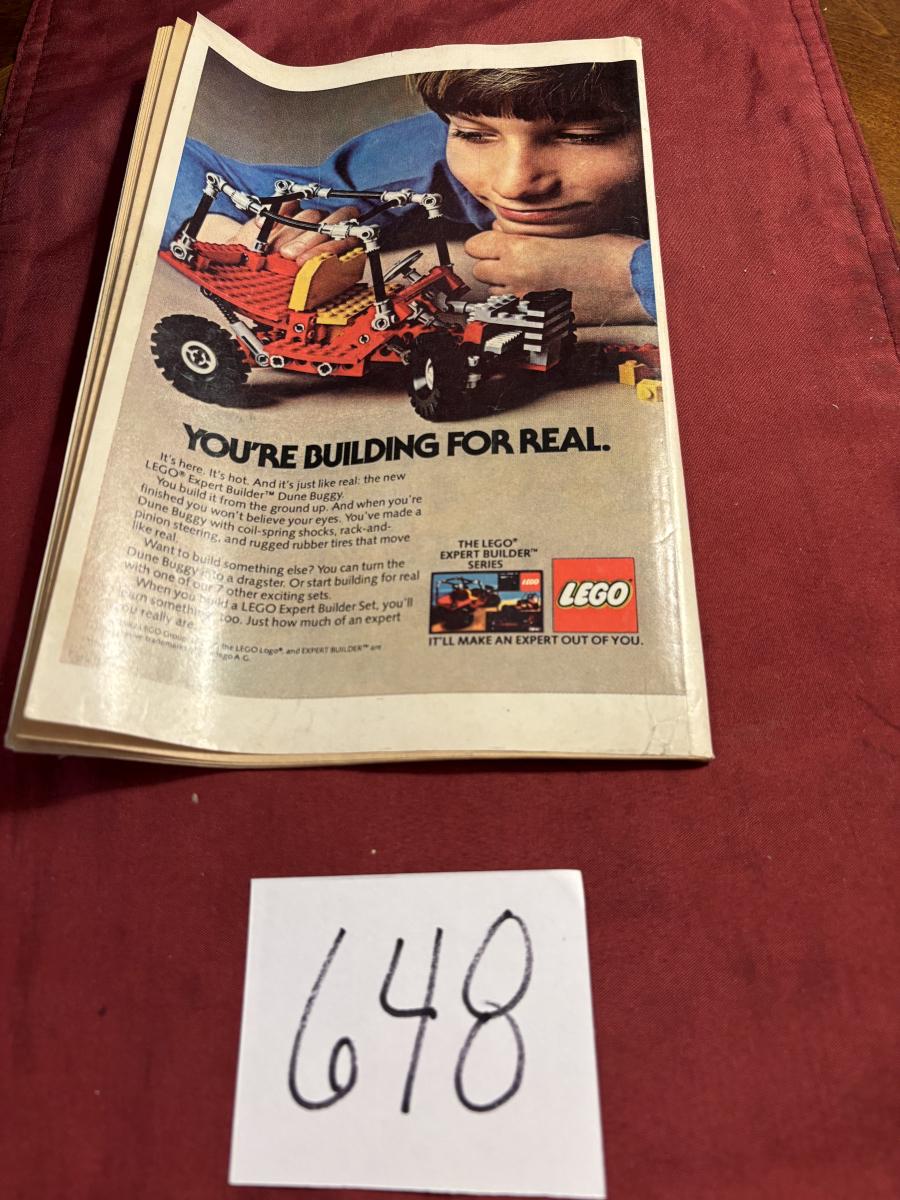 YOU'RE BUILDING FOR REAL.
It's here. It's hot. And it's just like real: the new
LEGO® Expert Builder™ Dune Buggy.
You build it from the ground up. And when you're
finished you won't believe your eyes. You've made a
Dune Buggy with coil-spring shocks, rack-and-
pinion steering, and rugged rubber tires that move
like real.
Want to build something else? You can turn the
Dune Buggy into a dragster. Or start building for real
with one of our 7 other exciting sets.
When you build a LEGO Expert Builder Set, you'll
learn something too. Just how much of an expert
you really are.
LEGO Group
the LEGO Logo®, and EXPERT BUILDER™ are
trademarks
A.G.
THE LEGO®
EXPERT BUILDER™
SERIES
LEGO
LEGO
IT'LL MAKE AN EXPERT OUT OF YOU.
648